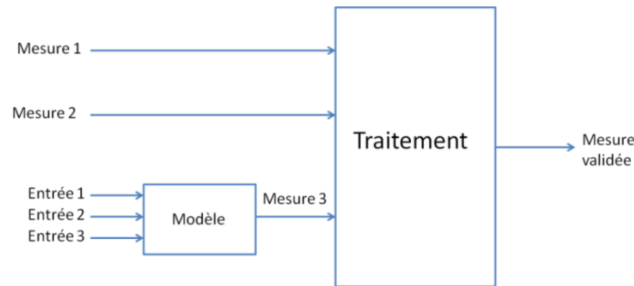 Mesure 1
Mesure 2
Traitement
Mesure
validée
Entrée 1
Entrée 2
Entrée 3
Modèle
Mesure 3